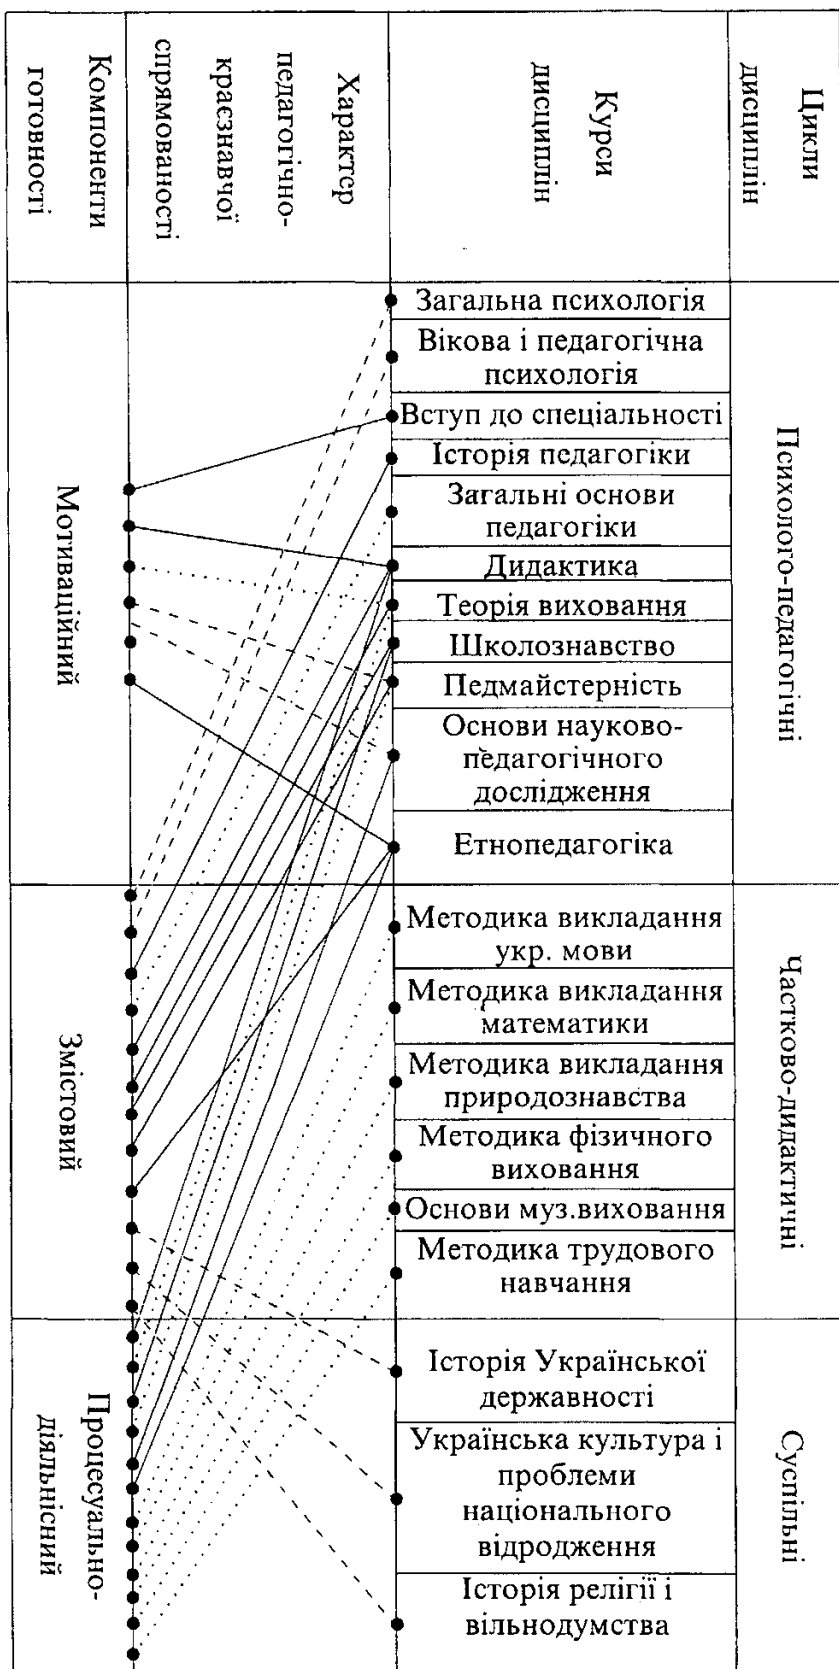 Компоненти
готовності
Характер
педагогічно-
краєзнавчої
спрямованості
Курси
дисциплін
Цикли
дисциплін
Мотиваційний
Змістовий
Процесуально-
діяльнісний
Загальна психологія
Вікова і педагогічна
психологія
Вступ до спеціальності
Історія педагогіки
Загальні основи
педагогіки
Дидактика
Теорія виховання
Школознавство
Педмайстерність
Основи науково-
педагогічного
дослідження
Етнопедагогіка
Психолого-педагогічні
Методика викладання
укр. мови
Методика викладання
математики
Методика викладання
природознавства
Методика фізичного
виховання
Основи муз.виховання
Методика трудового
навчання
Частково-дидактичні
Історія Української
державності
Українська культура і
проблеми
національного
відродження
Історія релігії і
вільнодумства
Суспільні